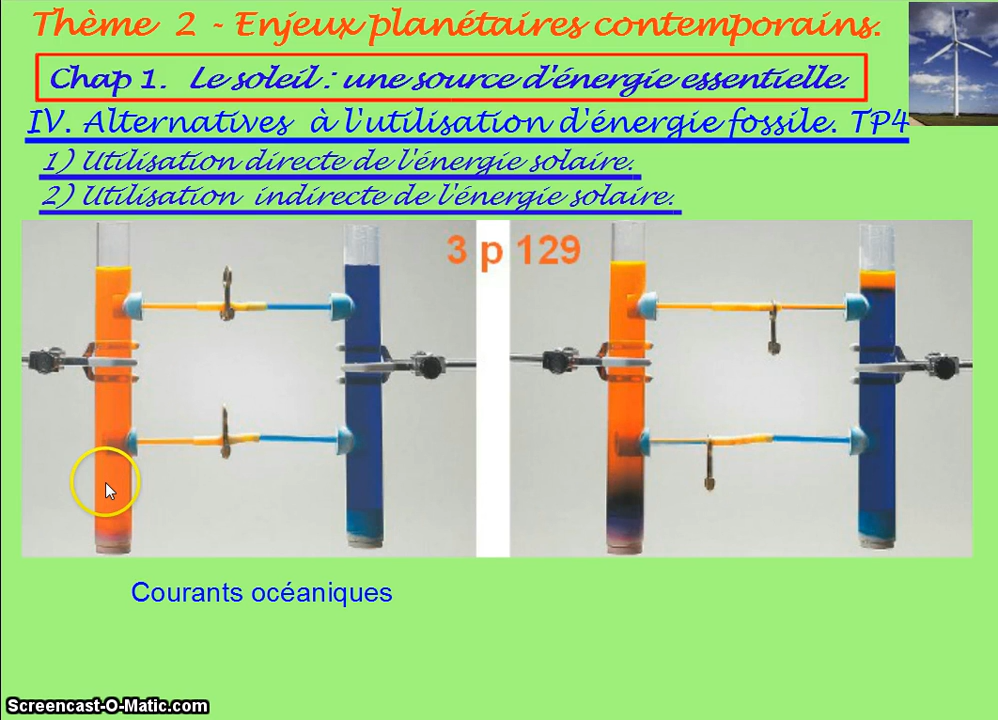 Thème 2 - Enjeux planétaires contemporains.
Chap 1. Le soleil : une source d'énergie essentielle.
IV. Alternatives à l'utilisation d'énergie fossile. TP4
1) Utilisation directe de l'énergie solaire.
2) Utilisation indirecte de l'énergie solaire.
3 p 129
Courants océaniques
Screencast-O-Matic.com